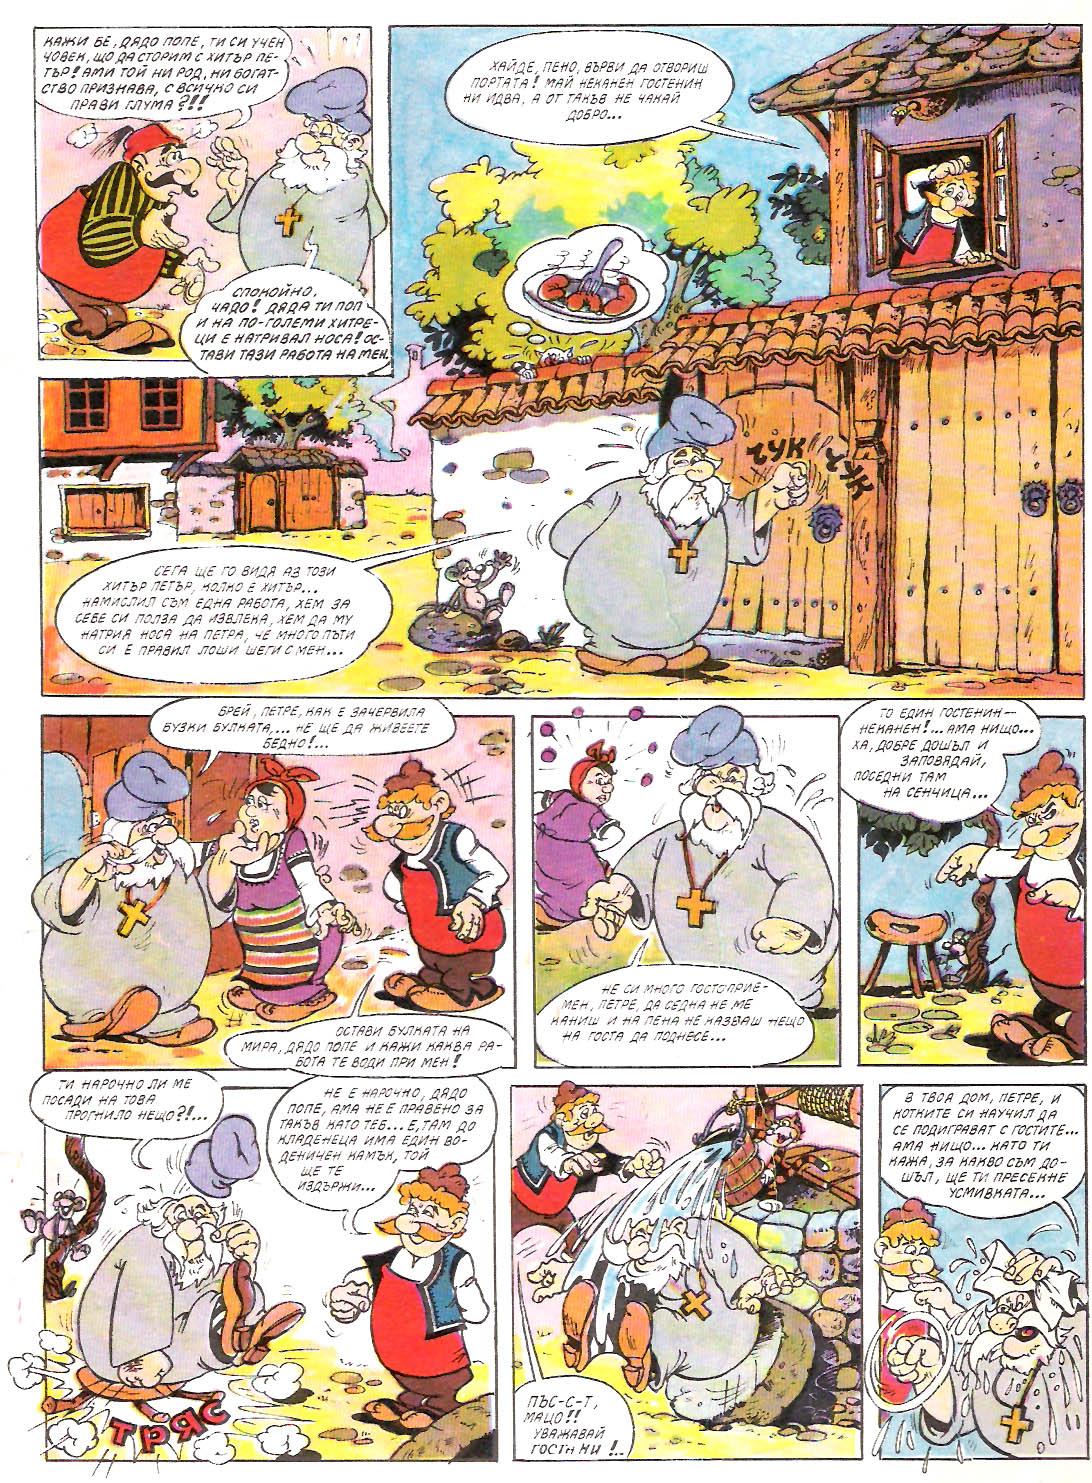 КАЖИ БЕ, ДЯДО ПОПЕ, ТИ СИ УЧЕН
ЧОВЕК, ЩО ДА СТОРИМ С ХИТЪР ПЕ-
ТЪР! АМИ ТОЙ НИ РОД, НИ БОГАТ-
СТВО ПРИЗНАВА, С ВСИЧКО СИ
ПРАВИ ГЛУМА?!!
СПОКОЙНО,
ЧАДО! ДЯДА ТИ ПОП
И НА ПО-ГОЛЕМИ ХИТРЕ-
ЦИ Е НАТРИВАЛ НОСА! ОС-
ТАВИ ТАЗИ РАБОТА НА МЕН.
ХАЙДЕ, ПЕНО, ВЪРВИ ДА ОТВОРИШ
ПОРТАТА! МАЙ НЕКАНЕН ГОСТЕНИН
НИ ИДВА, А ОТ ТАКЪВ НЕ ЧАКАЙ
ДОБРО...
ЧУК
ЧУК
СЕГА ЩЕ ГО ВИДЯ АЗ ТОЗИ
ХИТЪР ПЕТЪР, КОЛКО Е ХИТЪР...
НАМИСЛИЛ СЪМ ЕДНА РАБОТА, ХЕМ ЗА
СЕБЕ СИ ПОЛЗА ДА ИЗВЛЕКА, ХЕМ ДА МУ
НАТРИЯ НОСА НА ПЕТРА, ЧЕ МНОГО ПЪТИ
СИ Е ПРАВИЛ ЛОШИ ШЕГИ С МЕН...
БРЕЙ, ПЕТРЕ, КАК Е ЗАЧЕРВИЛА
БУЗКИ БУЛКАТА,... НЕ ЩЕ ДА ЖИВЕЕТЕ
БЕДНО!...
ОСТАВИ БУЛКАТА НА
МИРА, ДЯДО ПОПЕ И КАЖИ КАКВА РА-
БОТА ТЕ ВОДИ ПРИ МЕН!
НЕ СИ МНОГО ГОСТОПРИЕ-
МЕН, ПЕТРЕ, ДА СЕДНА НЕ МЕ
КАНИШ И НА ПЕНА НЕ КАЗВАШ НЕЩО
НА ГОСТА ДА ПОДНЕСЕ...
ТО ЕДИН ГОСТЕНИН—
НЕКАНЕН!... АМА НИЩО...
ХА, ДОБРЕ ДОШЪЛ И
ЗАПОВЯДАЙ,
ПОСЕДНИ ТАМ
НА СЕНЧИЦА...
ТИ НАРОЧНО ЛИ МЕ
ПОСАДИ НА ТОВА
ПРОГНИЛО НЕЩО?!...
НЕ Е НАРОЧНО, ДЯДО
ПОПЕ, АМА НЕ Е ПРАВЕНО ЗА
ТАКЪВ КАТО ТЕБ... Е, ТАМ ДО
КЛАДЕНЕЦА ИМА ЕДИН ВО-
ДЕНИЧЕН КАМЪК, ТОЙ
ЩЕ ТЕ
ИЗДЪРЖИ...
ТРЯС
ПЪС-С-Т,
МАЦО!!
УВАЖАВАЙ
ГОСТИНИ!..
В ТВОЯ ДОМ, ПЕТРЕ, И
КОТКИТЕ СИ НАУЧИЛ ДА
СЕ ПОДИГРАВАТ С ГОСТИТЕ...
АМА НИЩО... КАТО ТИ
КАЖА, ЗА КАКВО СЪМ ДО-
ШЪЛ, ЩЕ ТИ ПРЕСЕКНЕ
УСМИВКАТА...